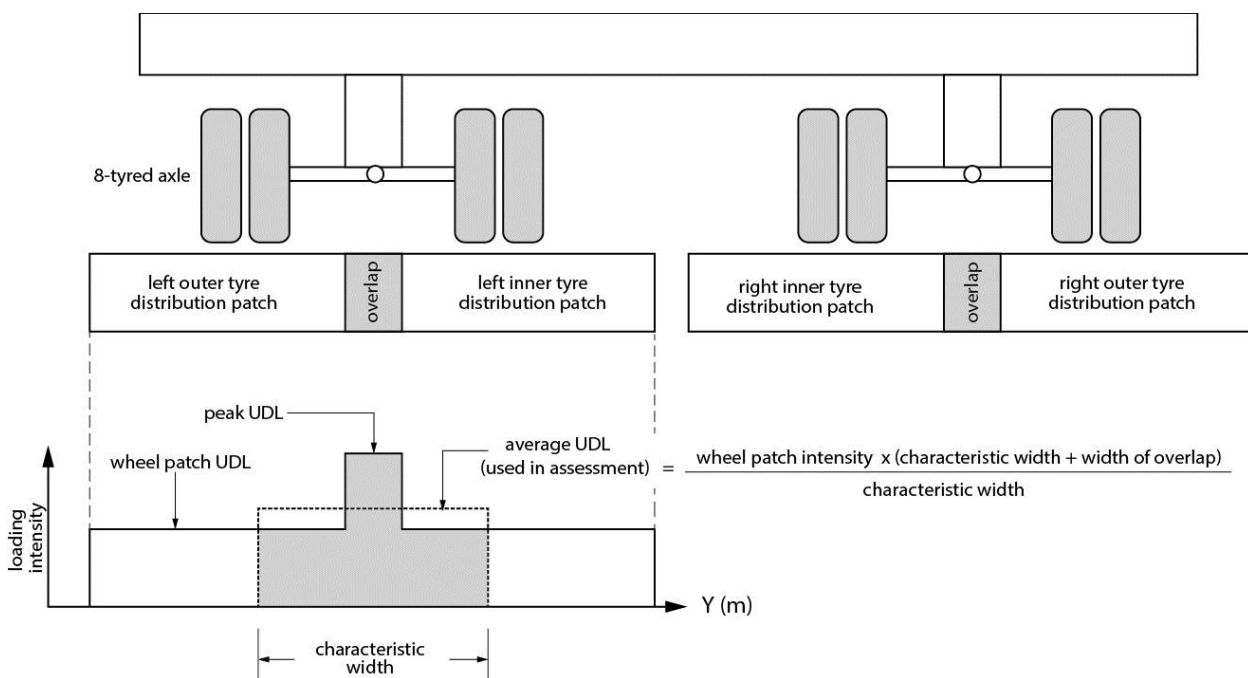 8-tyred axle
left outer tyre
distribution patch
overlap
left inner tyre
distribution patch
right inner tyre
distribution patch
overlap
right outer tyre
distribution patch
peak UDL
wheel patch UDL
average UDL
(used in assessment)
=
wheel patch intensity x (characteristic width + width of overlap)
characteristic width
loading
intensity
Y (m)
characteristic
width